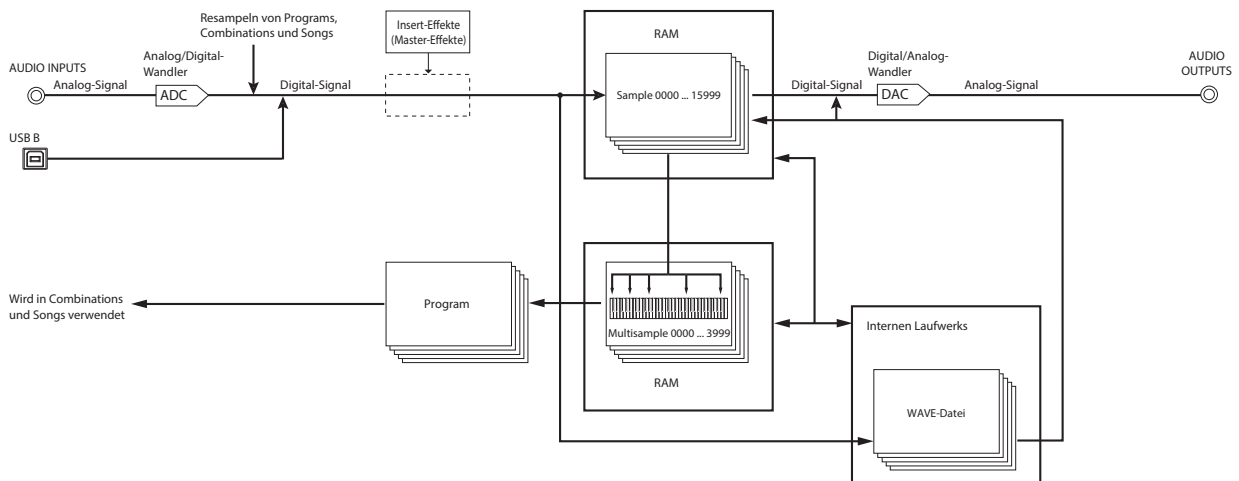 Resampeln von Programs,
Combinations und Songs
Insert-Effekte
(Master-Effekte)
RAM
AUDIO INPUTS
Analog/Digital-
Wandler
Analog-Signal
ADC
Digital-Signal
Sample 0000 ... 15999
Digital-Signal
Digital/Analog-
Wandler
DAC
Analog-Signal
AUDIO
OUTPUTS
USB B
Wird in Combinations
und Songs verwendet
Program
Multisample 0000 ... 3999
RAM
Internen Laufwerks
WAVE-Datei